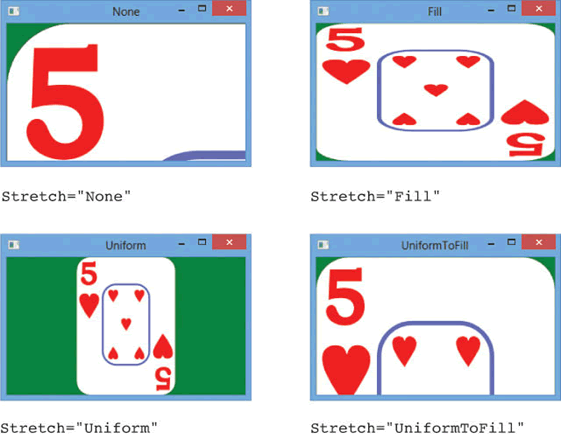 None
Fill
5
5
5
Stretch="None"
Stretch="Fill"
Uniform
UniformToFill
5
5
5
Stretch="Uniform"
Stretch="UniformToFill"